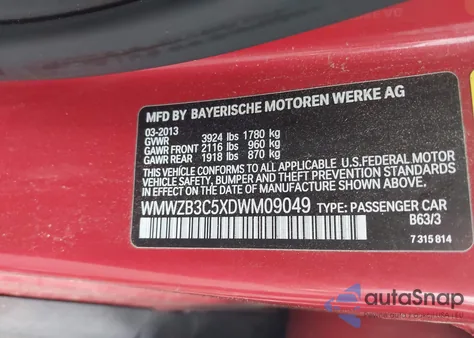 MFD BY BAYERISCHE MOTOREN WERKE AG
03-2013
GVWR 3924 lbs 1780 kg
GAWR FRONT 2116 lbs 960 kg
GAWR REAR 1918 lbs 870 kg
THIS VEHICLE CONFORMS TO ALL APPLICABLE U.S.FEDERAL MOTOR
VEHICLE SAFETY, BUMPER AND THEFT PREVENTION STANDARDS IN
EFFECT ON THE DATE OF MANUFACTURE SHOWN ABOVE.
WMWZB3C5XDWM09049 TYPE: PASSENGER CAR
B63/3
7 315 814
autoSnap